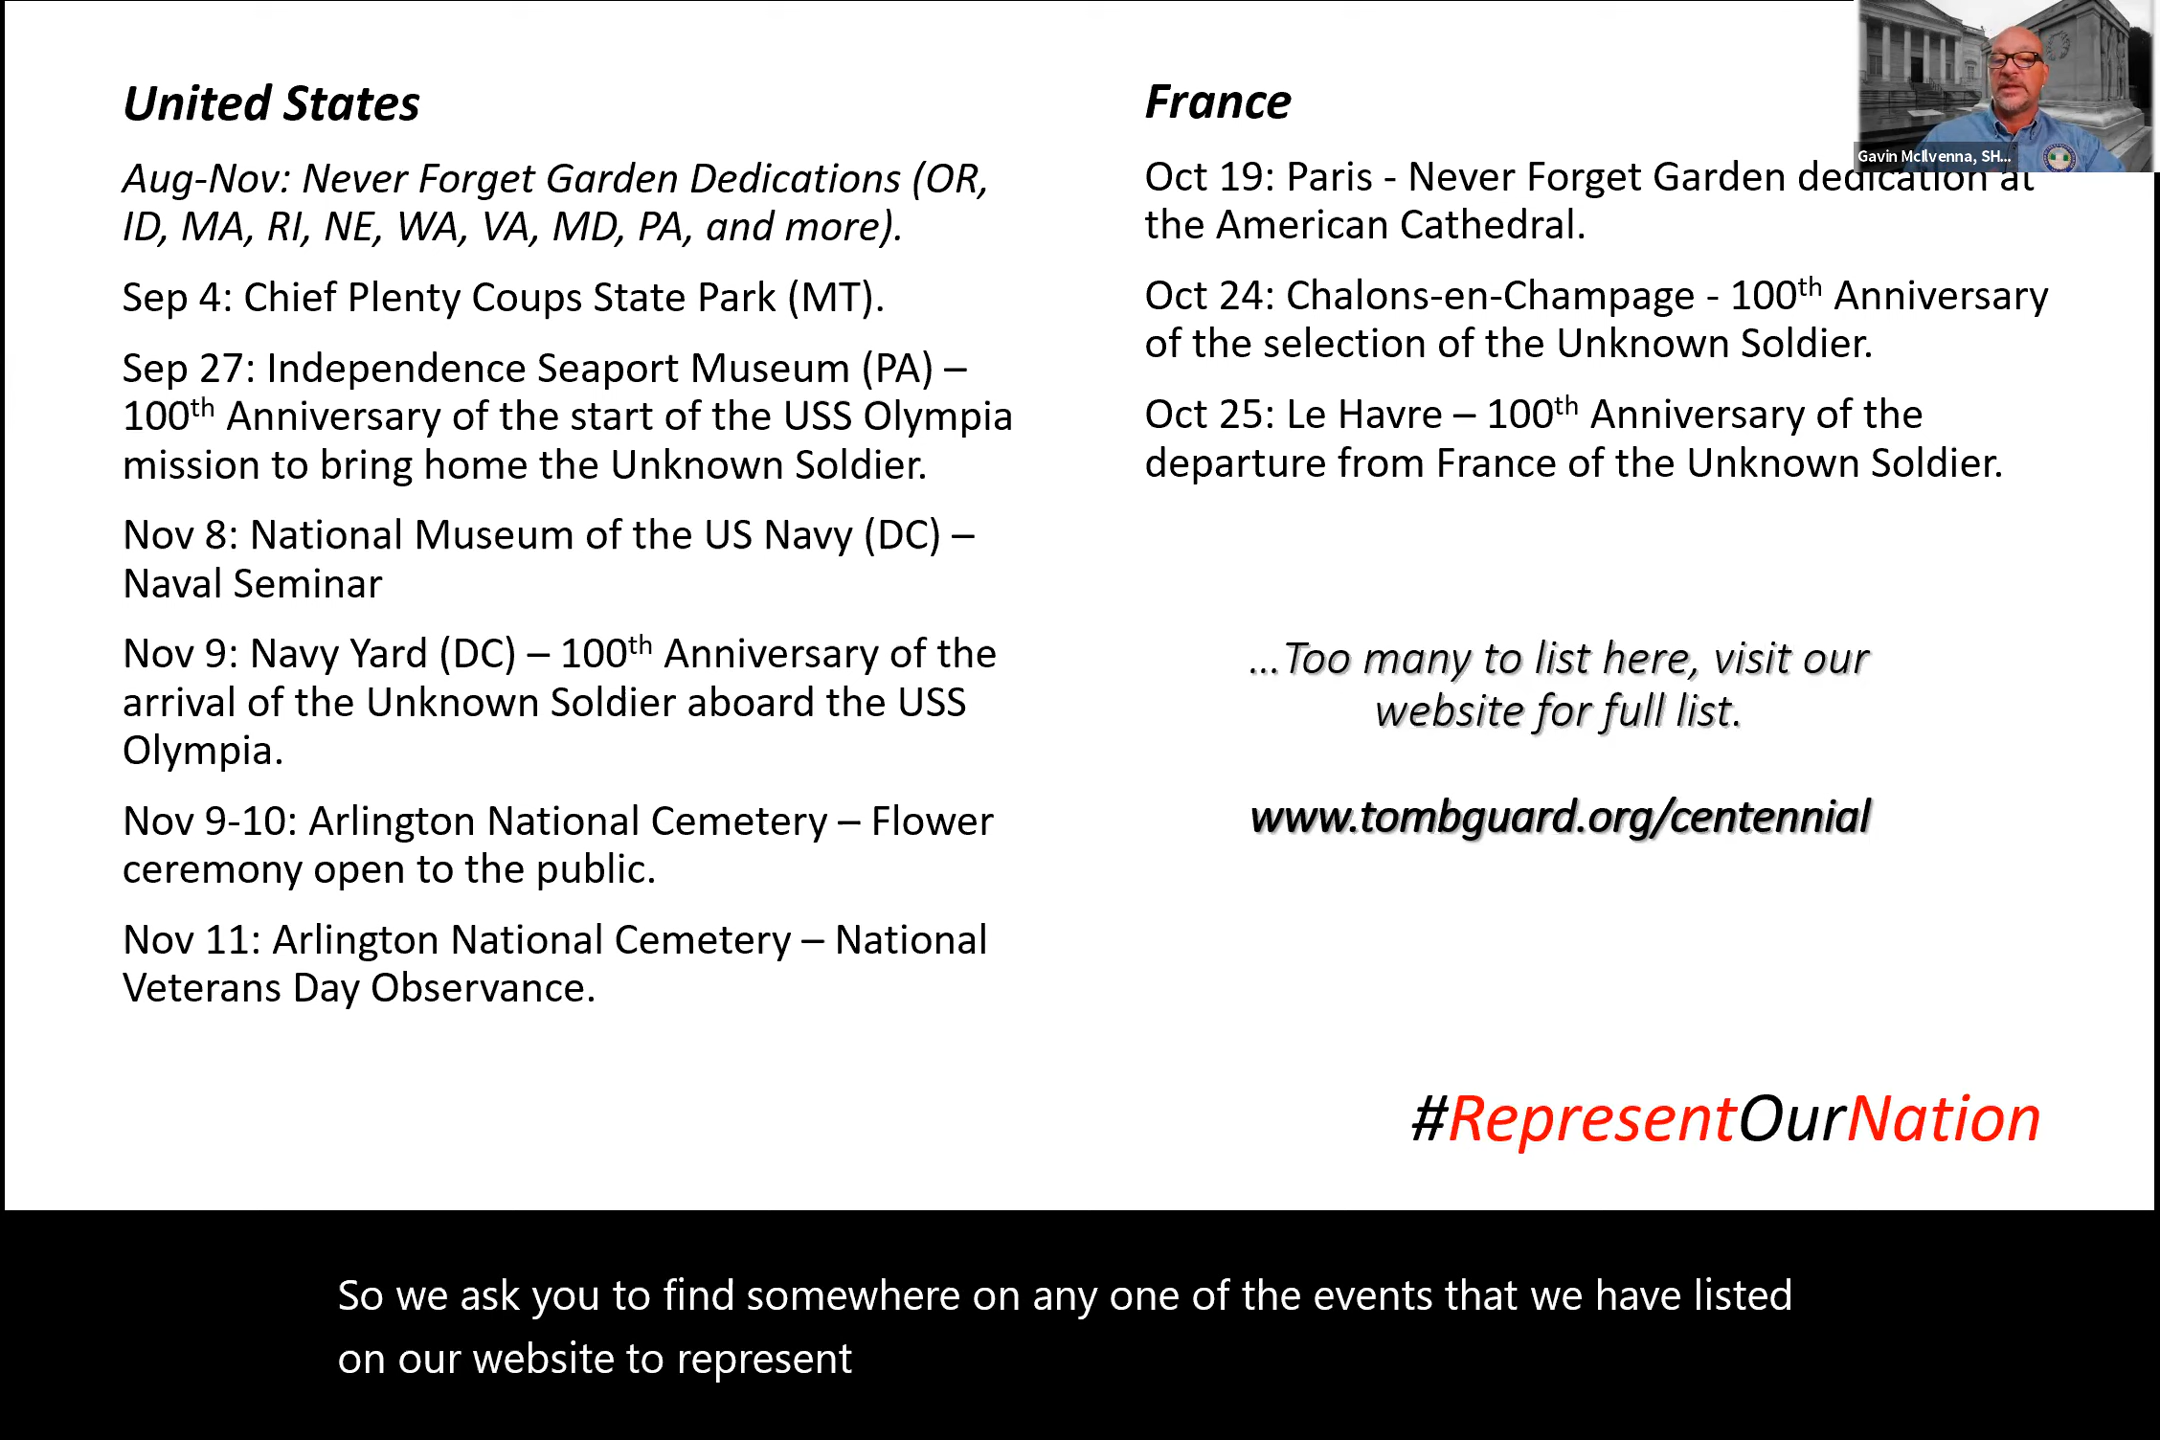 United States
Aug-Nov: Never Forget Garden Dedications (OR,
ID, MA, RI, NE, WA, VA, MD, PA, and more).
Sep 4: Chief Plenty Coups State Park (MT).
Sep 27: Independence Seaport Museum (PA) –
100th Anniversary of the start of the USS Olympia
mission to bring home the Unknown Soldier.
Nov 8: National Museum of the US Navy (DC) –
Naval Seminar
Nov 9: Navy Yard (DC) – 100th Anniversary of the
arrival of the Unknown Soldier aboard the USS
Olympia.
Nov 9-10: Arlington National Cemetery – Flower
ceremony open to the public.
Nov 11: Arlington National Cemetery – National
Veterans Day Observance.
France
Oct 19: Paris - Never Forget Garden dedication at
the American Cathedral.
Oct 24: Chalons-en-Champage - 100th Anniversary
of the selection of the Unknown Soldier.
Oct 25: Le Havre – 100th Anniversary of the
departure from France of the Unknown Soldier.
...Too many to list here, visit our
website for full list.
www.tombguard.org/centennial
#RepresentOurNation
Gavin McIlvenna, SH...
So we ask you to find somewhere on any one of the events that we have listed
on our website to represent